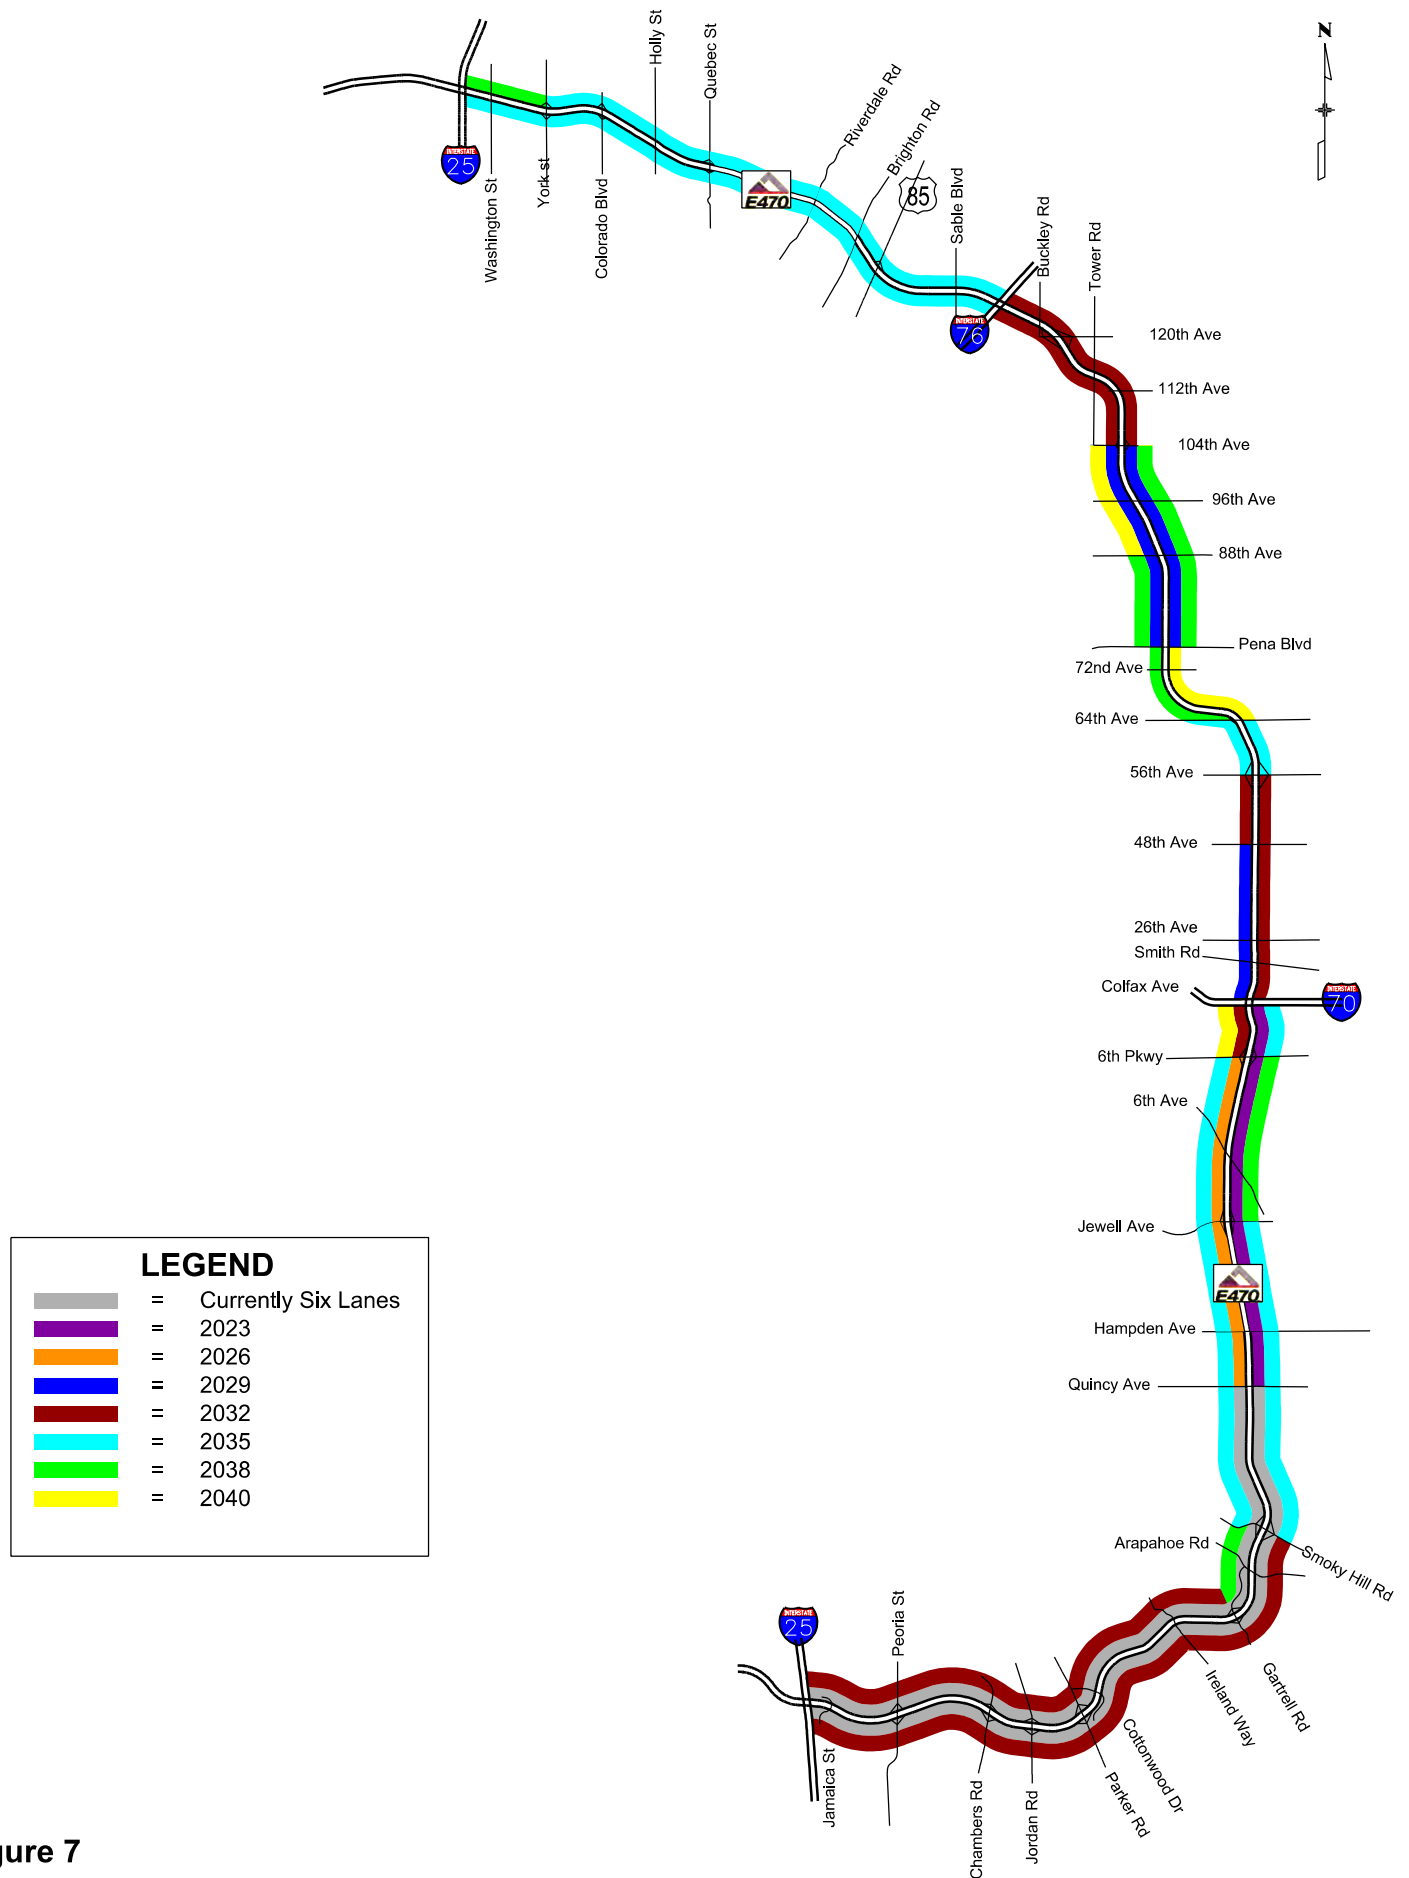 N
Holly St
Quebec St
Riverdale Rd
Brighton Rd
INTERSTATE
25
Washington St
York st
Colorado Blvd
E470
85
Sable Blvd
Buckley Rd
Tower Rd
INTERSTATE
76
120th Ave
112th Ave
104th Ave
96th Ave
88th Ave
Pena Blvd
72nd Ave
64th Ave
56th Ave
48th Ave
26th Ave
Smith Rd
Colfax Ave
INTERSTATE
70
6th Pkwy
6th Ave
Jewell Ave
E470
Hampden Ave
Quincy Ave
LEGEND
= Currently Six Lanes
= 2023
= 2026
= 2029
= 2032
= 2035
= 2038
= 2040
Arapahoe Rd
Smoky Hill Rd
INTERSTATE
25
Peoria St
Gartrell Rd
Ireland Way
Cottonwood Dr
Parker Rd
Jamaica St
Chambers Rd
Jordan Rd
gure 7